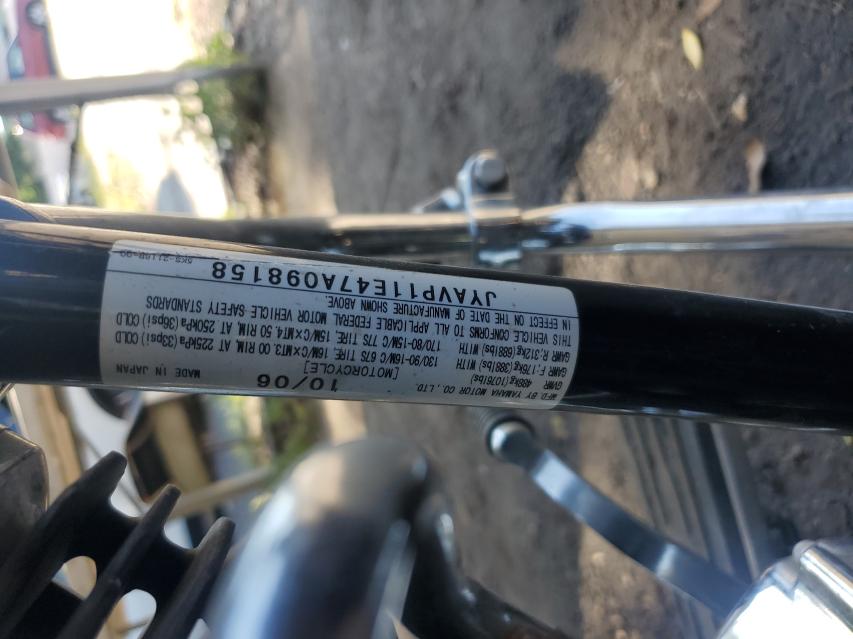 MFD. BY YAMAHA MOTOR CO., LTD. 10/06 MADE IN JAPAN
GVWR 488kg (1076lbs) [MOTORCYCLE]
GAWR F:176kg (388lbs) WITH 130/90-16M/C 67S TIRE, 16M/C×MT3.00 RIM, AT 225kPa (33psi) COLD
GAWR R:312kg (688lbs) WITH 170/80-15M/C 77S TIRE, 15M/C×MT4.50 RIM, AT 250kPa (36psi) COLD
THIS VEHICLE CONFORMS TO ALL APPLICABLE FEDERAL MOTOR VEHICLE SAFETY STANDARDS
IN EFFECT ON THE DATE OF MANUFACTURE SHOWN ABOVE.
JYAVP11E47A098158